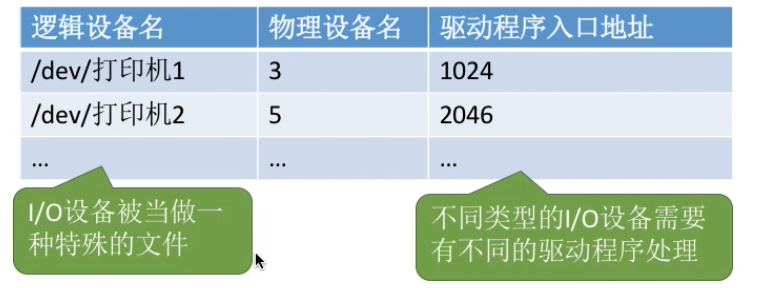 逻辑设备名 物理设备名 驱动程序入口地址
/dev/打印机1 3 1024
/dev/打印机2 5 2046
... ... ...
I/O设备被当做一
种特殊的文件
不同类型的I/O设备需要
有不同的驱动程序处理